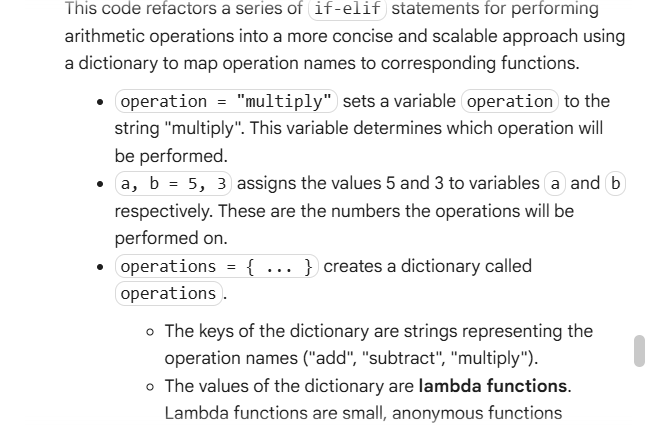 This code refactors a series of if-elif statements for performing
arithmetic operations into a more concise and scalable approach using
a dictionary to map operation names to corresponding functions.
• operation = "multiply" sets a variable operation to the
string "multiply". This variable determines which operation will
be performed.
• a, b = 5, 3 assigns the values 5 and 3 to variables a and b
respectively. These are the numbers the operations will be
performed on.
• operations = { ... } creates a dictionary called
operations.
◦ The keys of the dictionary are strings representing the
operation names ("add", "subtract", "multiply").
◦ The values of the dictionary are lambda functions.
Lambda functions are small, anonymous functions